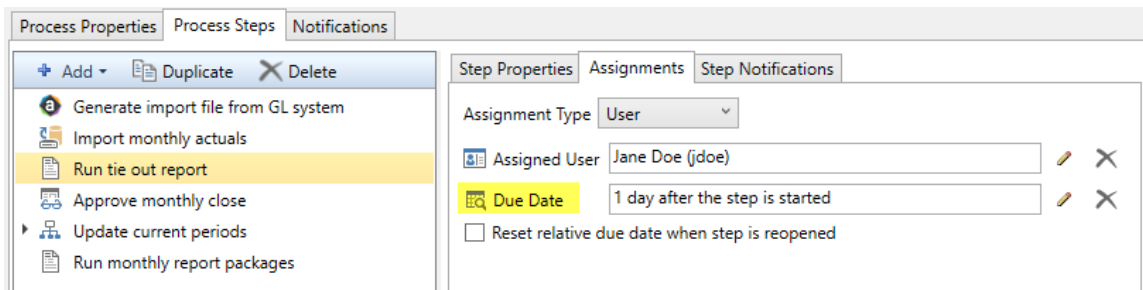 Process Properties Process Steps Notifications
Add Duplicate Delete
Generate import file from GL system
Import monthly actuals
Run tie out report
Approve monthly close
Update current periods
Run monthly report packages
Step Properties Assignments Step Notifications
Assignment Type User
Assigned User Jane Doe (jdoe)
Due Date 1 day after the step is started
Reset relative due date when step is reopened